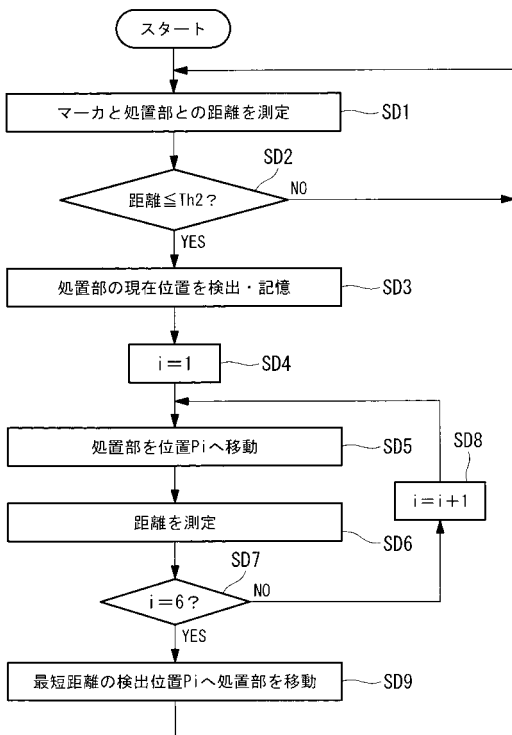 スタート
マーカと処置部との距離を測定
SD1
SD2
距離≦Th2?
NO
YES
処置部の現在位置を検出・記憶
SD3
i=1
SD4
処置部を位置Piへ移動
SD5
SD8
i=i+1
距離を測定
SD6
SD7
i=6?
NO
YES
最短距離の検出位置Piへ処置部を移動
SD9